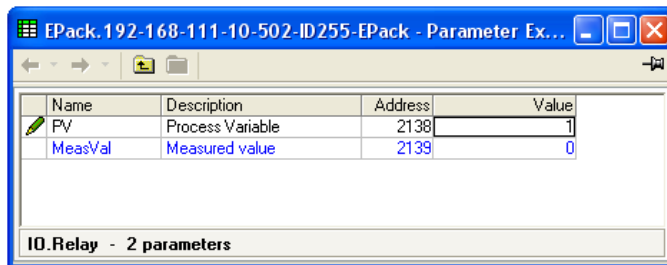 EPack.192-168-111-10-502-ID255-EPack - Parameter Ex...
Name Description Address Value
PV Process Variable 2138 1
MeasVal Measured value 2139 0
IO.Relay - 2 parameters